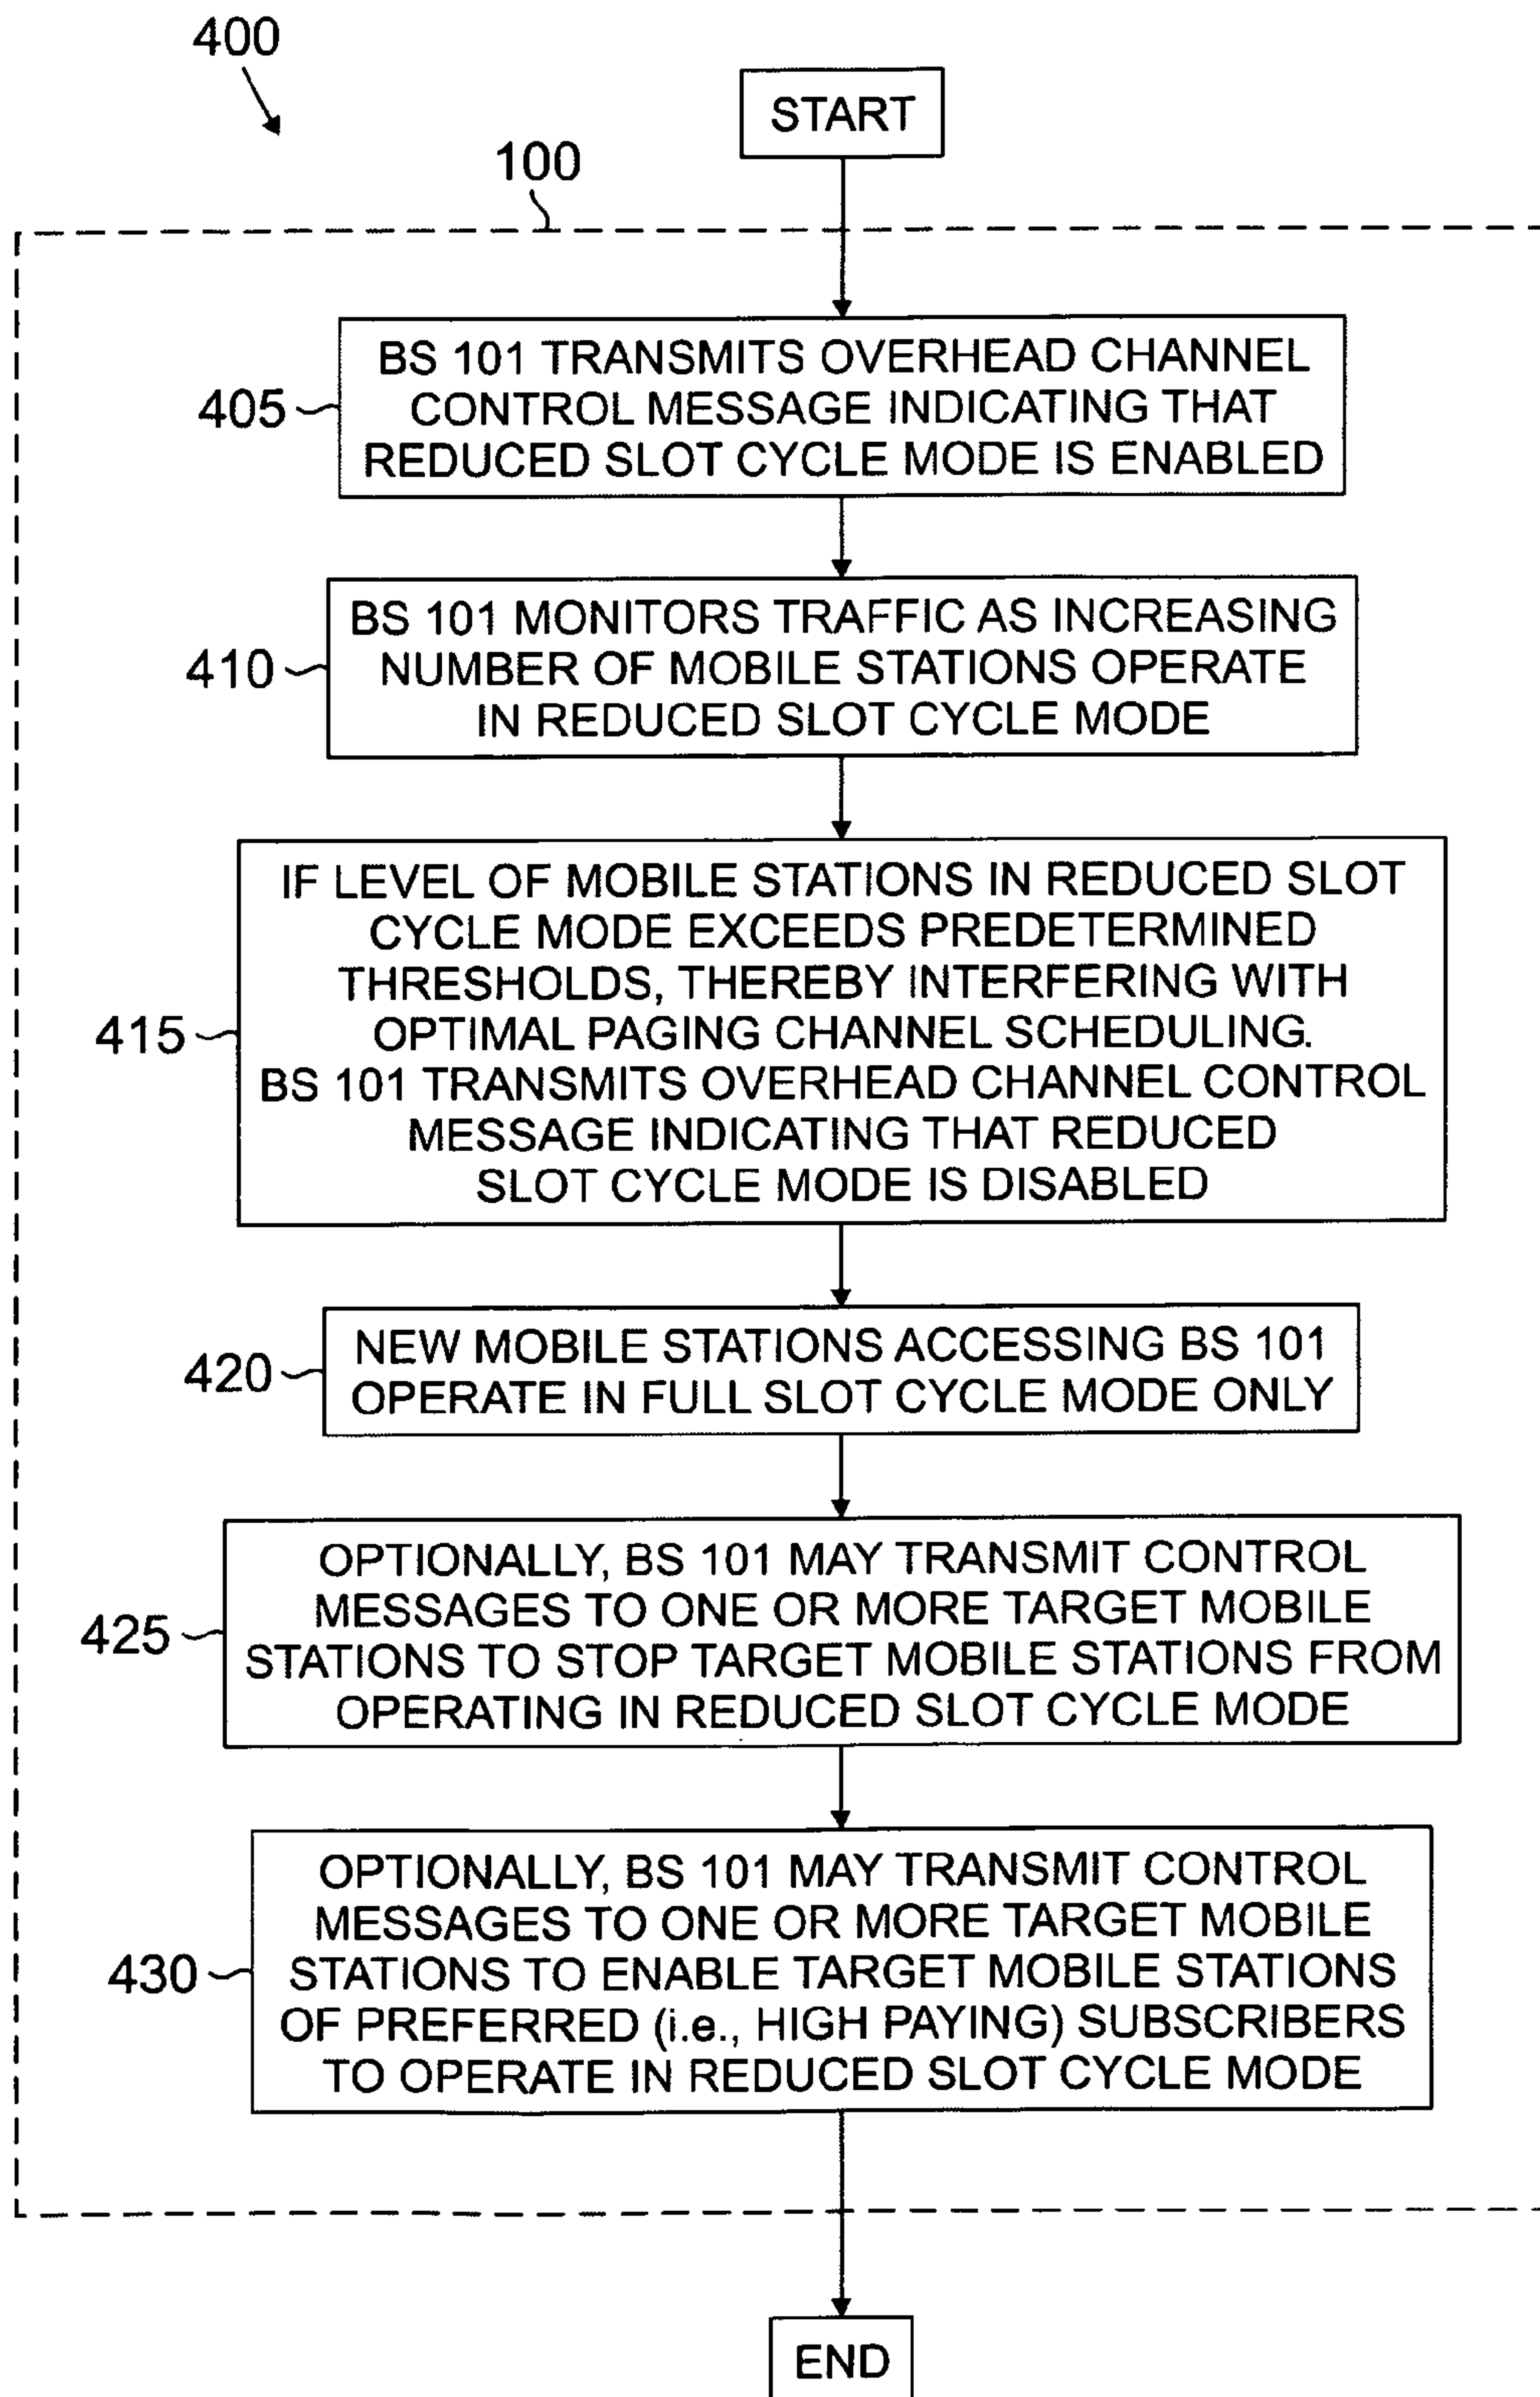 400
START
100
BS 101 TRANSMITS OVERHEAD CHANNEL
CONTROL MESSAGE INDICATING THAT
REDUCED SLOT CYCLE MODE IS ENABLED
405
BS 101 MONITORS TRAFFIC AS INCREASING
NUMBER OF MOBILE STATIONS OPERATE
IN REDUCED SLOT CYCLE MODE
410
IF LEVEL OF MOBILE STATIONS IN REDUCED SLOT
CYCLE MODE EXCEEDS PREDETERMINED
THRESHOLDS, THEREBY INTERFERING WITH
OPTIMAL PAGING CHANNEL SCHEDULING.
BS 101 TRANSMITS OVERHEAD CHANNEL CONTROL
MESSAGE INDICATING THAT REDUCED
SLOT CYCLE MODE IS DISABLED
415
NEW MOBILE STATIONS ACCESSING BS 101
OPERATE IN FULL SLOT CYCLE MODE ONLY
420
OPTIONALLY, BS 101 MAY TRANSMIT CONTROL
MESSAGES TO ONE OR MORE TARGET MOBILE
STATIONS TO STOP TARGET MOBILE STATIONS FROM
OPERATING IN REDUCED SLOT CYCLE MODE
425
OPTIONALLY, BS 101 MAY TRANSMIT CONTROL
MESSAGES TO ONE OR MORE TARGET MOBILE
STATIONS TO ENABLE TARGET MOBILE STATIONS
OF PREFERRED (i.e., HIGH PAYING) SUBSCRIBERS
TO OPERATE IN REDUCED SLOT CYCLE MODE
430
END